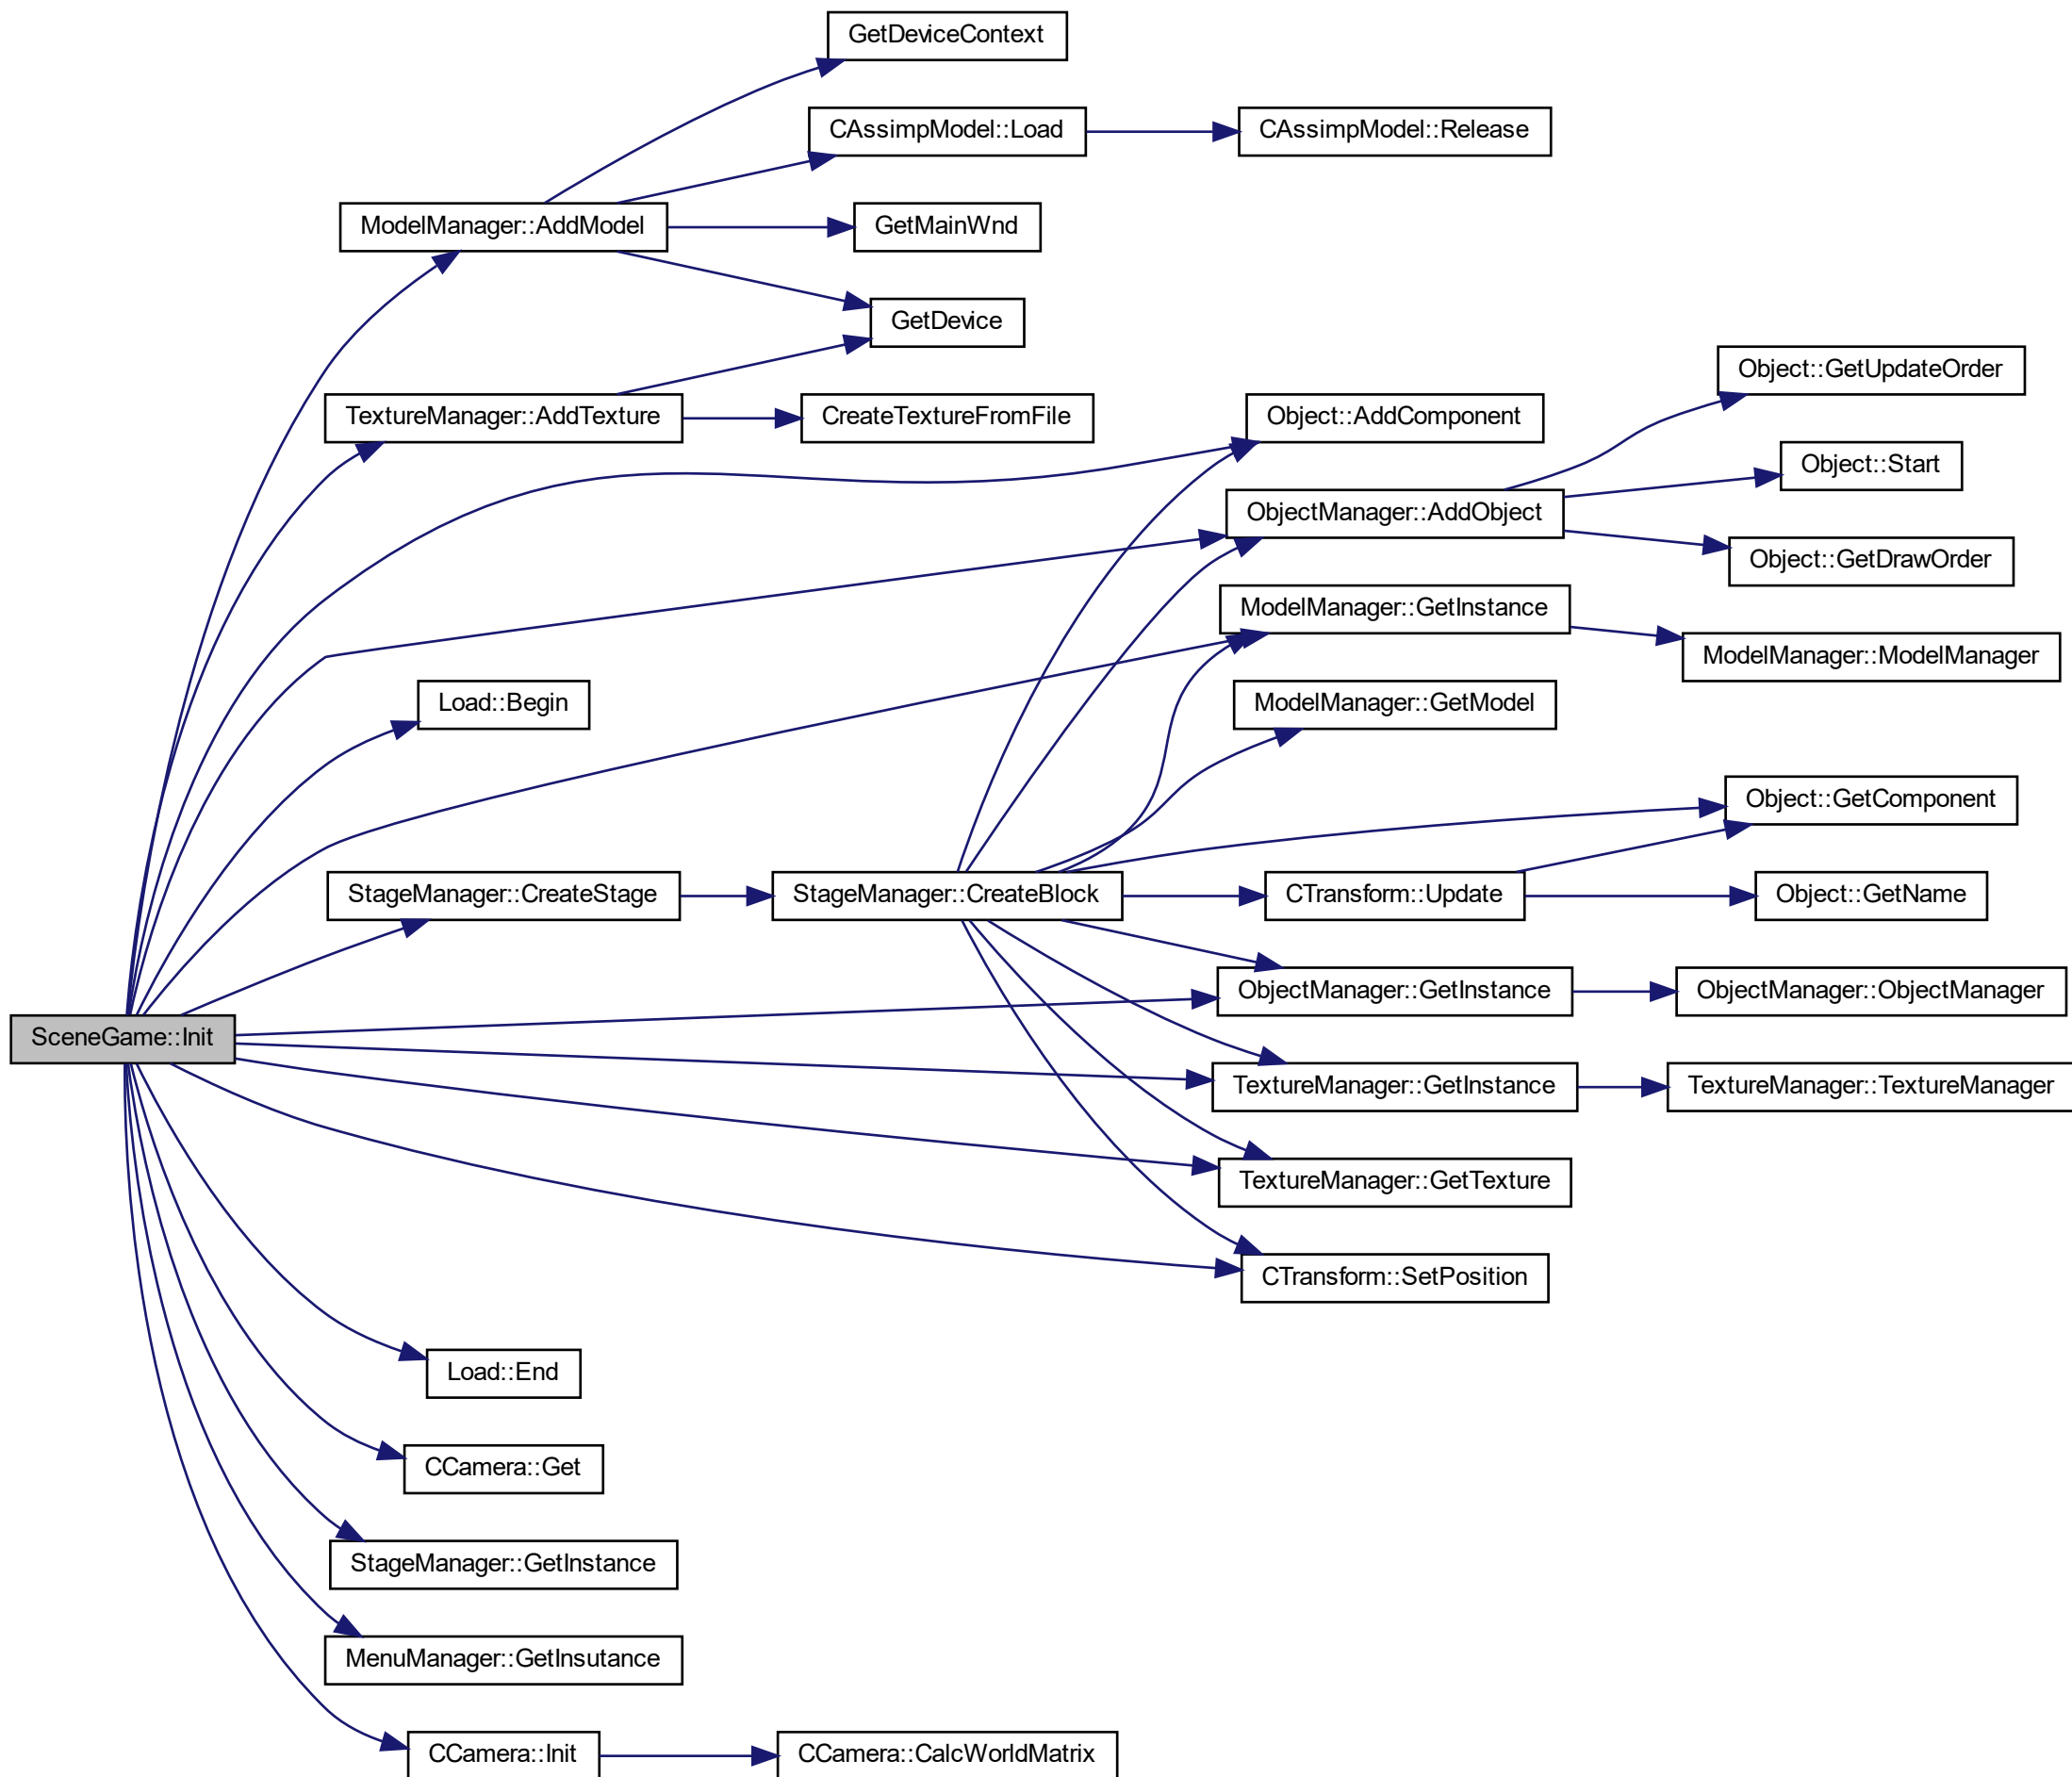 GetDeviceContext
CAssimpModel::Load
CAssimpModel::Release
ModelManager::AddModel
GetMainWnd
GetDevice
Object::GetUpdateOrder
TextureManager::AddTexture
CreateTextureFromFile
Object::AddComponent
Object::Start
ObjectManager::AddObject
Object::GetDrawOrder
ModelManager::GetInstance
ModelManager::ModelManager
Load::Begin
ModelManager::GetModel
Object::GetComponent
StageManager::CreateStage
StageManager::CreateBlock
CTransform::Update
Object::GetName
ObjectManager::GetInstance
ObjectManager::ObjectManager
SceneGame::Init
TextureManager::GetInstance
TextureManager::TextureManager
TextureManager::GetTexture
CTransform::SetPosition
Load::End
CCamera::Get
StageManager::GetInstance
MenuManager::GetInsutance
CCamera::Init
CCamera::CalcWorldMatrix